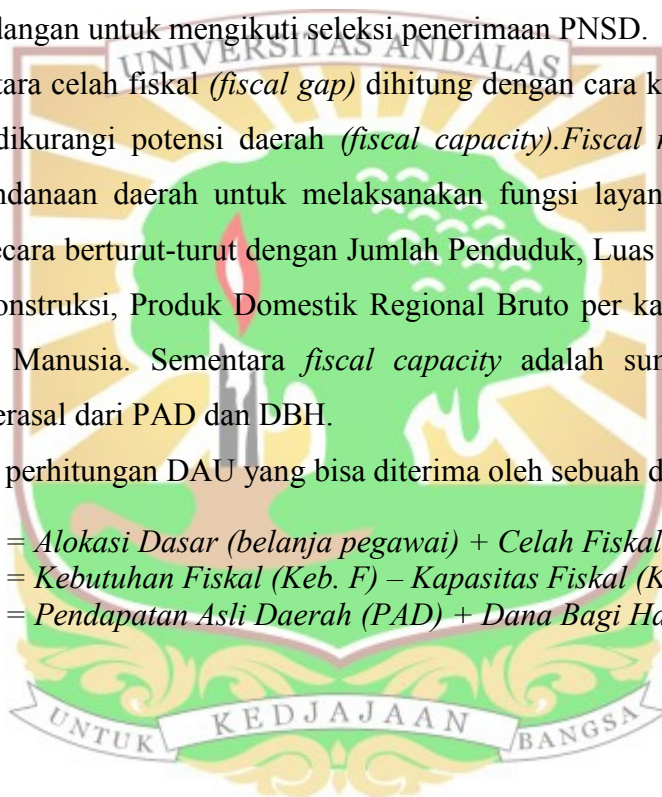 langan untuk mengikuti seleksi penerimaan PNSD.
UNIVERSITAS ANDALAS
tara celah fiskal (fiscal gap) dihitung dengan cara k
dikurangi potensi daerah (fiscal capacity).Fiscal
ndanaan daerah untuk melaksanakan fungsi layan
ecara berturut-turut dengan Jumlah Penduduk, Luas
onstruksi, Produk Domestik Regional Bruto per ka
Manusia. Sementara fiscal capacity adalah sum
erasal dari PAD dan DBH.
perhitungan DAU yang bisa diterima oleh sebuah d
= Alokasi Dasar (belanja pegawai) + Celah Fiskal
= Kebutuhan Fiskal (Keb. F) – Kapasitas Fiskal (K
= Pendapatan Asli Daerah (PAD) + Dana Bagi Ha
UNTUK KEDJAJAAN BANGSA